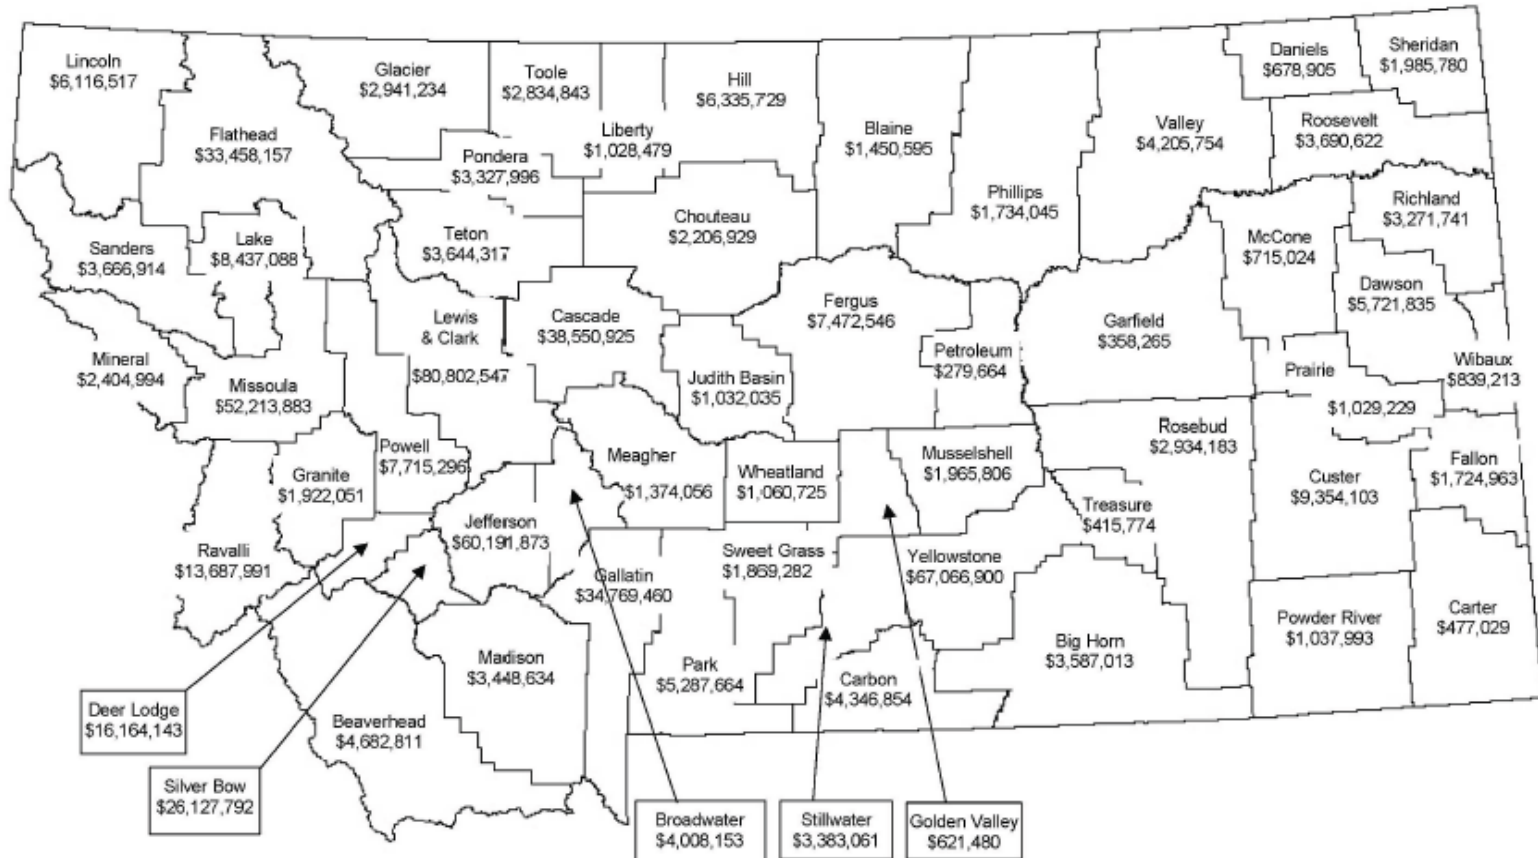 Lincoln
$6,116,517
Flathead
$33,458,157
Glacier
$2,941,234
Toole
$2,834,843
Liberty
$1,028,479
Hill
$6,335,729
Blaine
$1,450,595
Phillips
$1,734,045
Valley
$4,205,754
Daniels
$678,905
Sheridan
$1,985,780
Roosevelt
$3,690,622
Pondera
$3,327,996
Teton
$3,644,317
Chouteau
$2,206,929
Richland
$3,271,741
McCone
$715,024
Dawson
$5,721,835
Sanders
$3,666,914
Lake
$8,437,088
Lewis
& Clark
$80,802,547
Cascade
$38,550,925
Fergus
$7,472,546
Garfield
$358,265
Petroleum
$279,664
Judith Basin
$1,032,035
Prairie
$1,029,229
Wibaux
$839,213
Mineral
$2,404,994
Missoula
$52,213,883
Powell
$7,715,296
Granite
$1,922,051
Meagher
$1,374,056
Wheatland
$1,060,725
Musselshell
$1,965,806
Rosebud
$2,934,183
Custer
$9,354,103
Fallon
$1,724,963
Treasure
$415,774
Ravalli
$13,687,991
Jefferson
$60,191,873
Gallatin
$34,769,460
Sweet Grass
$1,869,282
Yellowstone
$67,066,900
Big Horn
$3,587,013
Powder River
$1,037,993
Carter
$477,029
Madison
$3,448,634
Park
$5,287,664
Carbon
$4,346,854
Beaverhead
$4,682,811
Deer Lodge
$16,164,143
Silver Bow
$26,127,792
Broadwater
$4,008,153
Stillwater
$3,383,061
Golden Valley
$621,480